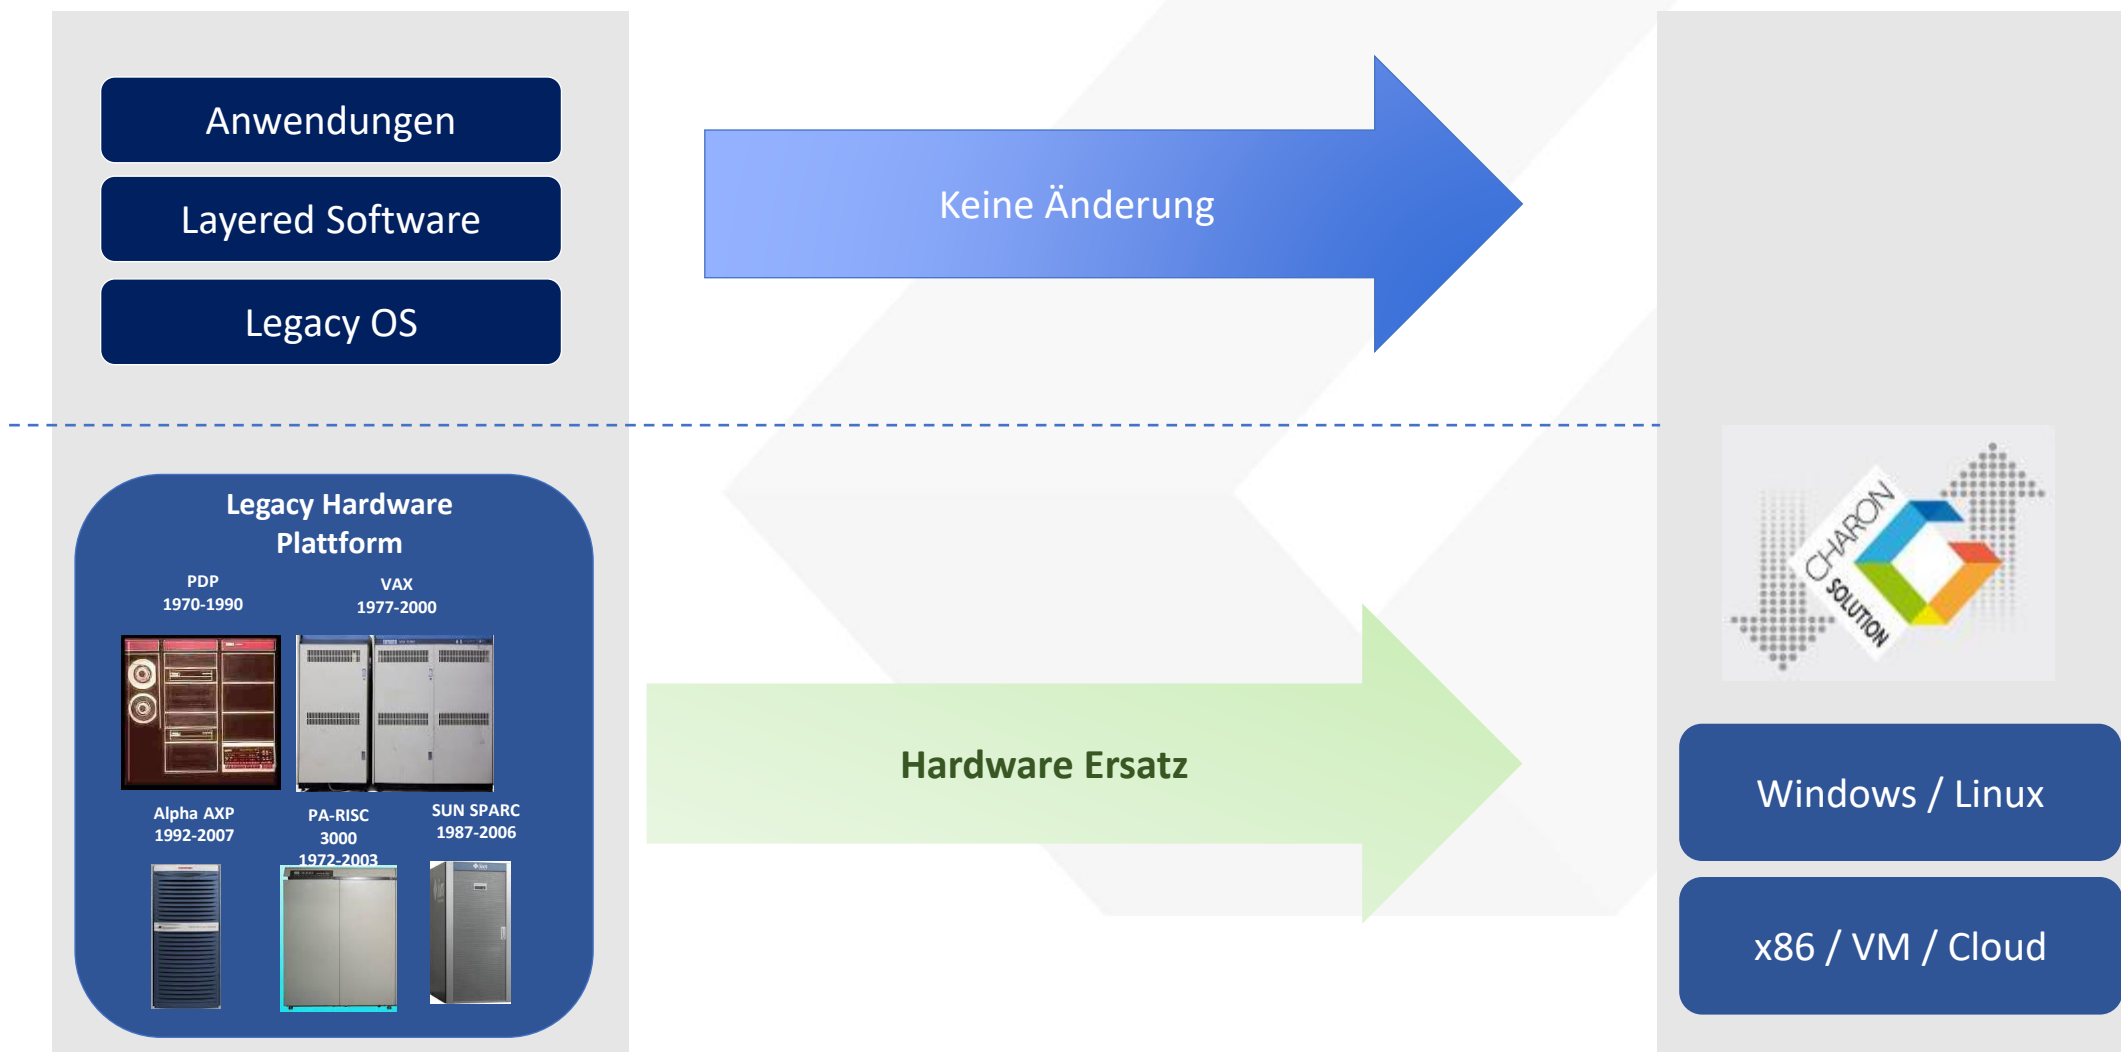 Anwendungen
Layered Software
Legacy OS
Keine Änderung
Legacy Hardware
Plattform
PDP
1970-1990
VAX
1977-2000
Alpha AXP
1992-2007
PA-RISC
3000
1972-2003
SUN SPARC
1987-2006
Hardware Ersatz
CHARON
SOLUTION
Windows / Linux
x86 / VM / Cloud